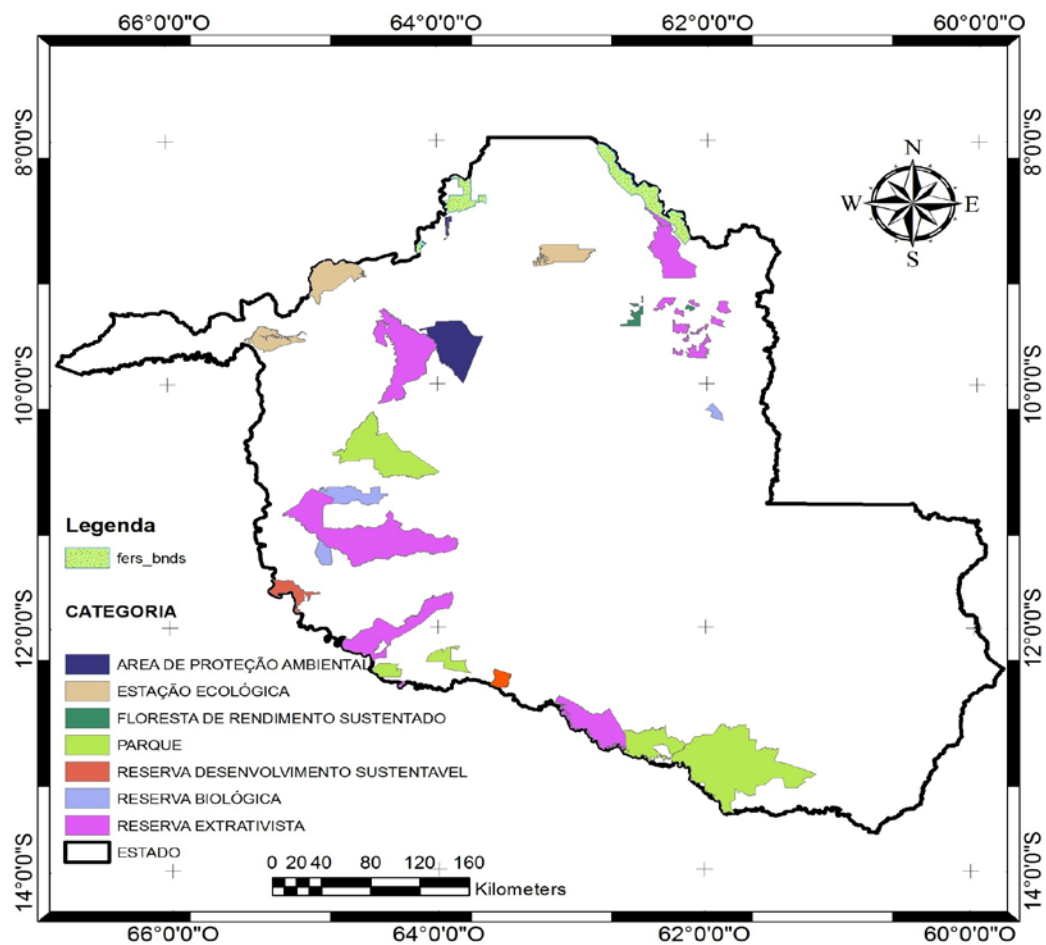 66°0'0"O 64°0'0"O 62°0'0"O 60°0'0"O
8°0'0"S
8°0'0"S
N
W
E
S
10°0'0"S
10°0'0"S
Legenda
fers_bnds
CATEGORIA
12°0'0"S
12°0'0"S
AREA DE PROTEÇÃO AMBIENTAL
ESTAÇÃO ECOLÓGICA
FLORESTA DE RENDIMENTO SUSTENTADO
PARQUE
RESERVA DESENVOLVIMENTO SUSTENTAVEL
RESERVA BIOLÓGICA
RESERVA EXTRATIVISTA
ESTADO
0 20 40 80 120 160
Kilometers
14°0'0"S
14°0'0"S
66°0'0"O 64°0'0"O 62°0'0"O 60°0'0"O